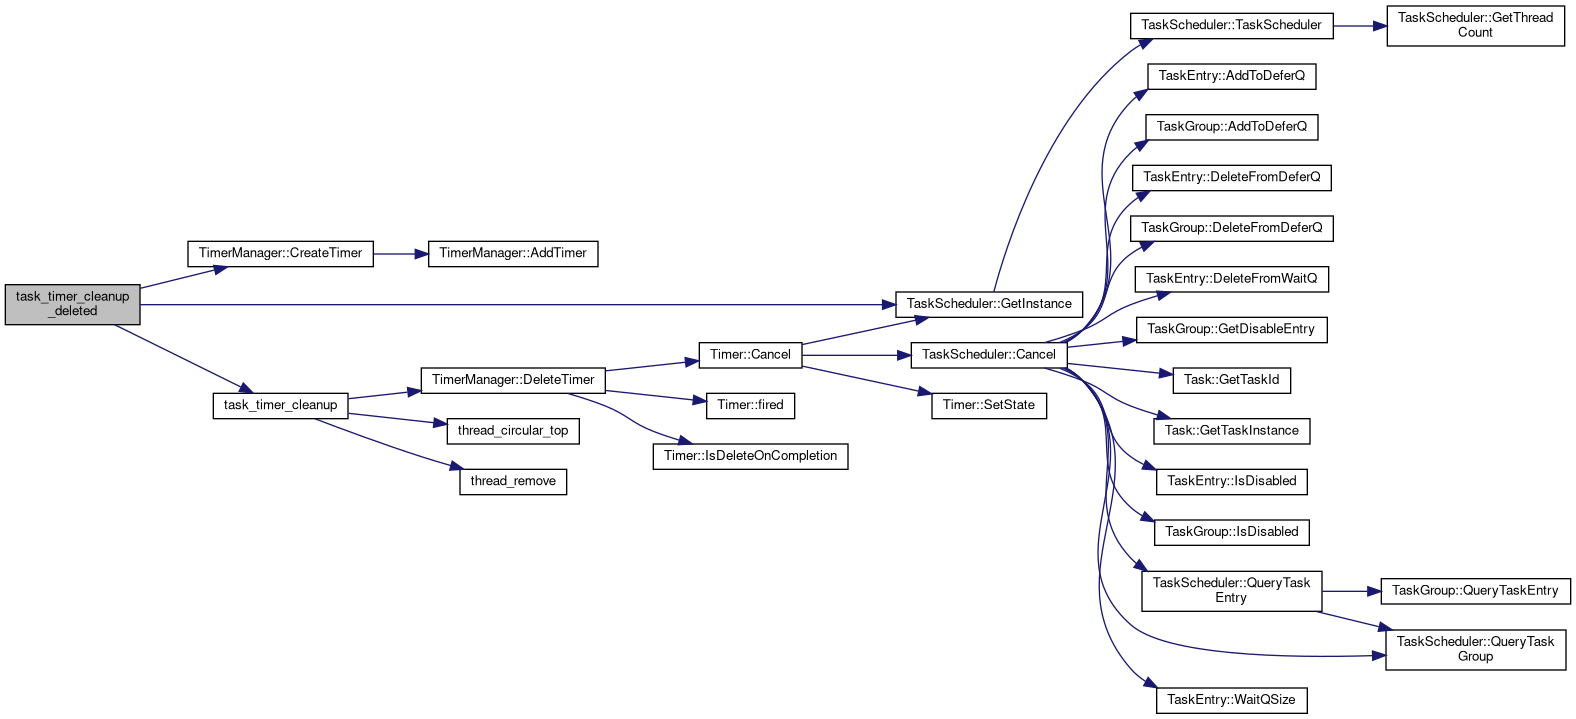 task_timer_cleanup
_deleted
TimerManager::CreateTimer
TimerManager::AddTimer
task_timer_cleanup
TimerManager::DeleteTimer
thread_circular_top
thread_remove
Timer::Cancel
Timer::fired
Timer::IsDeleteOnCompletion
TaskScheduler::GetInstance
TaskScheduler::Cancel
Timer::SetState
TaskScheduler::TaskScheduler
TaskScheduler::GetThread
Count
TaskEntry::AddToDeferQ
TaskGroup::AddToDeferQ
TaskEntry::DeleteFromDeferQ
TaskGroup::DeleteFromDeferQ
TaskEntry::DeleteFromWaitQ
TaskGroup::GetDisableEntry
Task::GetTaskId
Task::GetTaskInstance
TaskEntry::IsDisabled
TaskGroup::IsDisabled
TaskScheduler::QueryTask
Entry
TaskGroup::QueryTaskEntry
TaskScheduler::QueryTask
Group
TaskEntry::WaitQSize